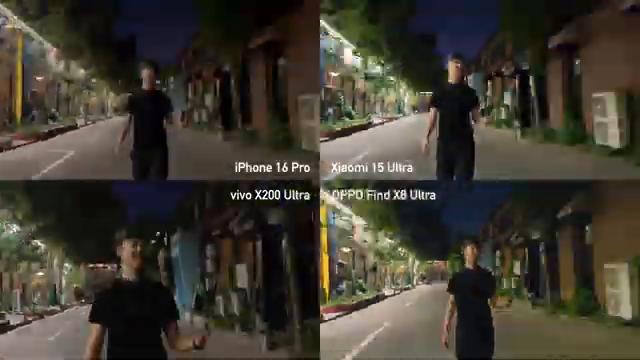 iPhone 16 Pro
Xiaomi 15 Ultra
vivo X200 Ultra
OPPO Find X8 Ultra